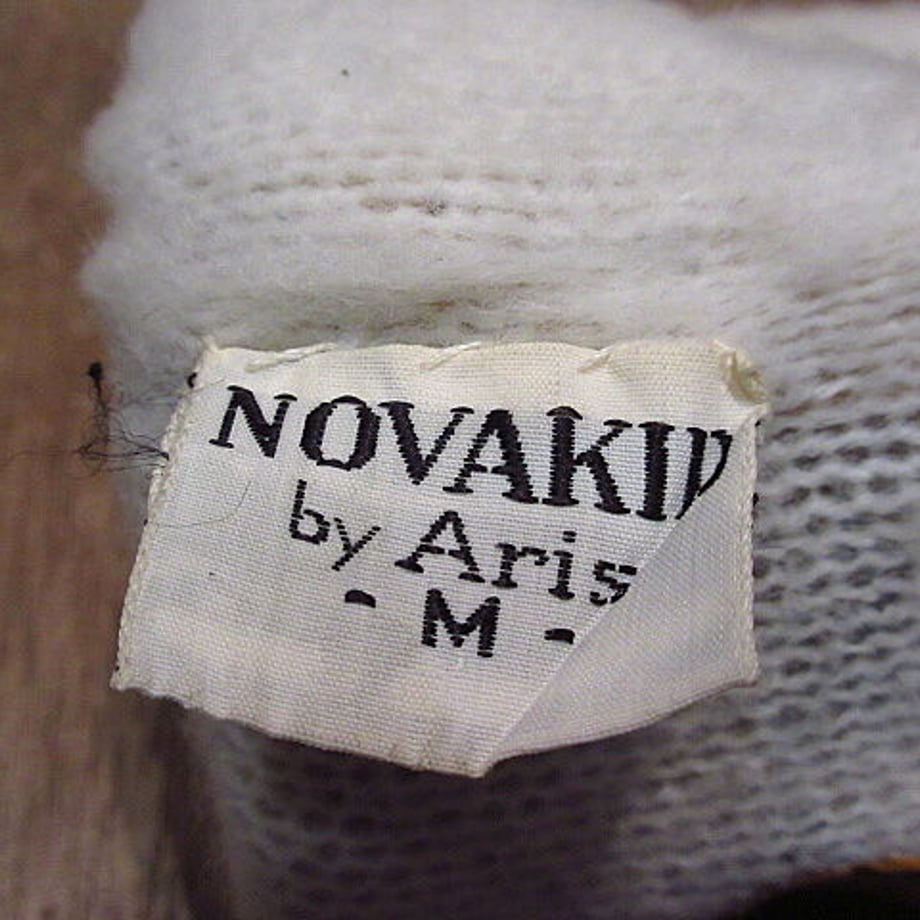 NOVAKID
by Aris
- M -